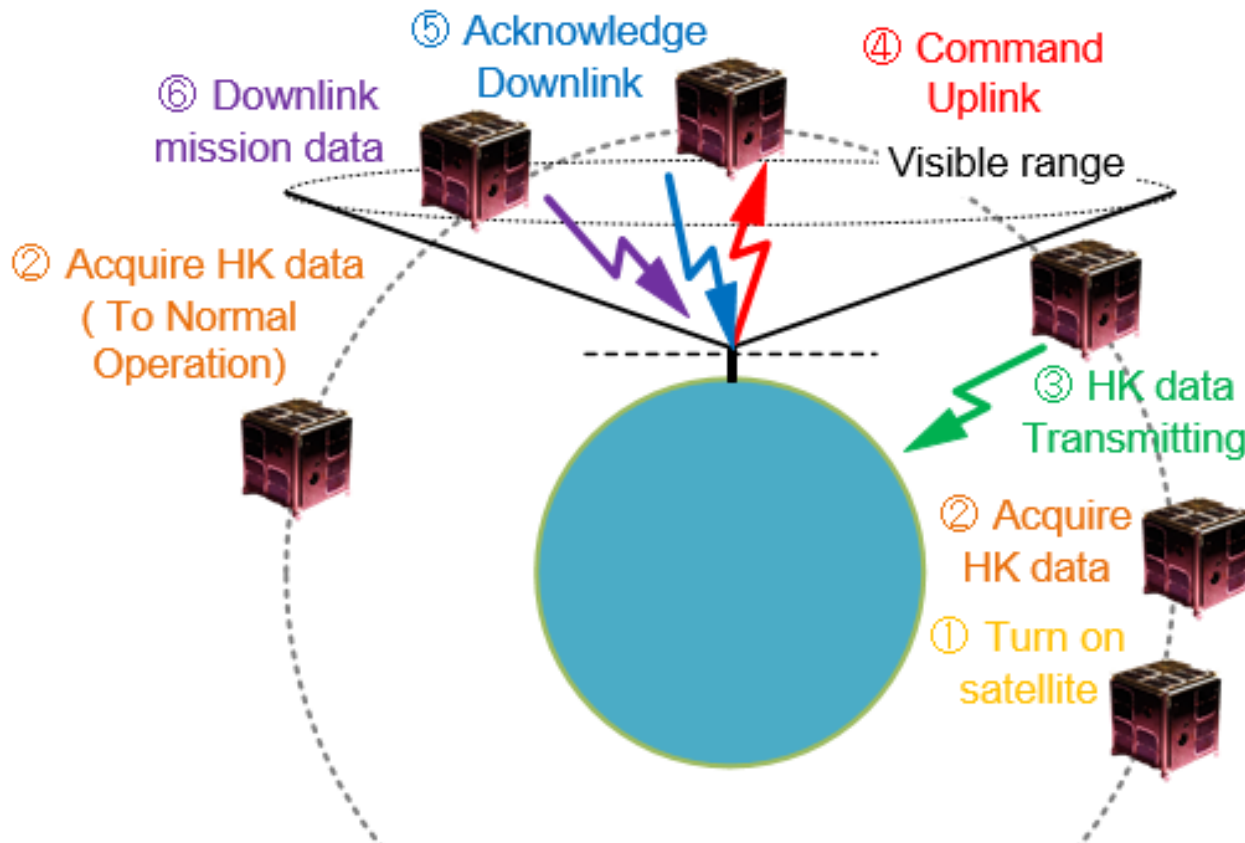 ⑤ Acknowledge
Downlink
④ Command
Uplink
⑥ Downlink
mission data
Visible range
② Acquire HK data
( To Normal
Operation)
③ HK data
Transmitting
② Acquire
HK data
① Turn on
satellite